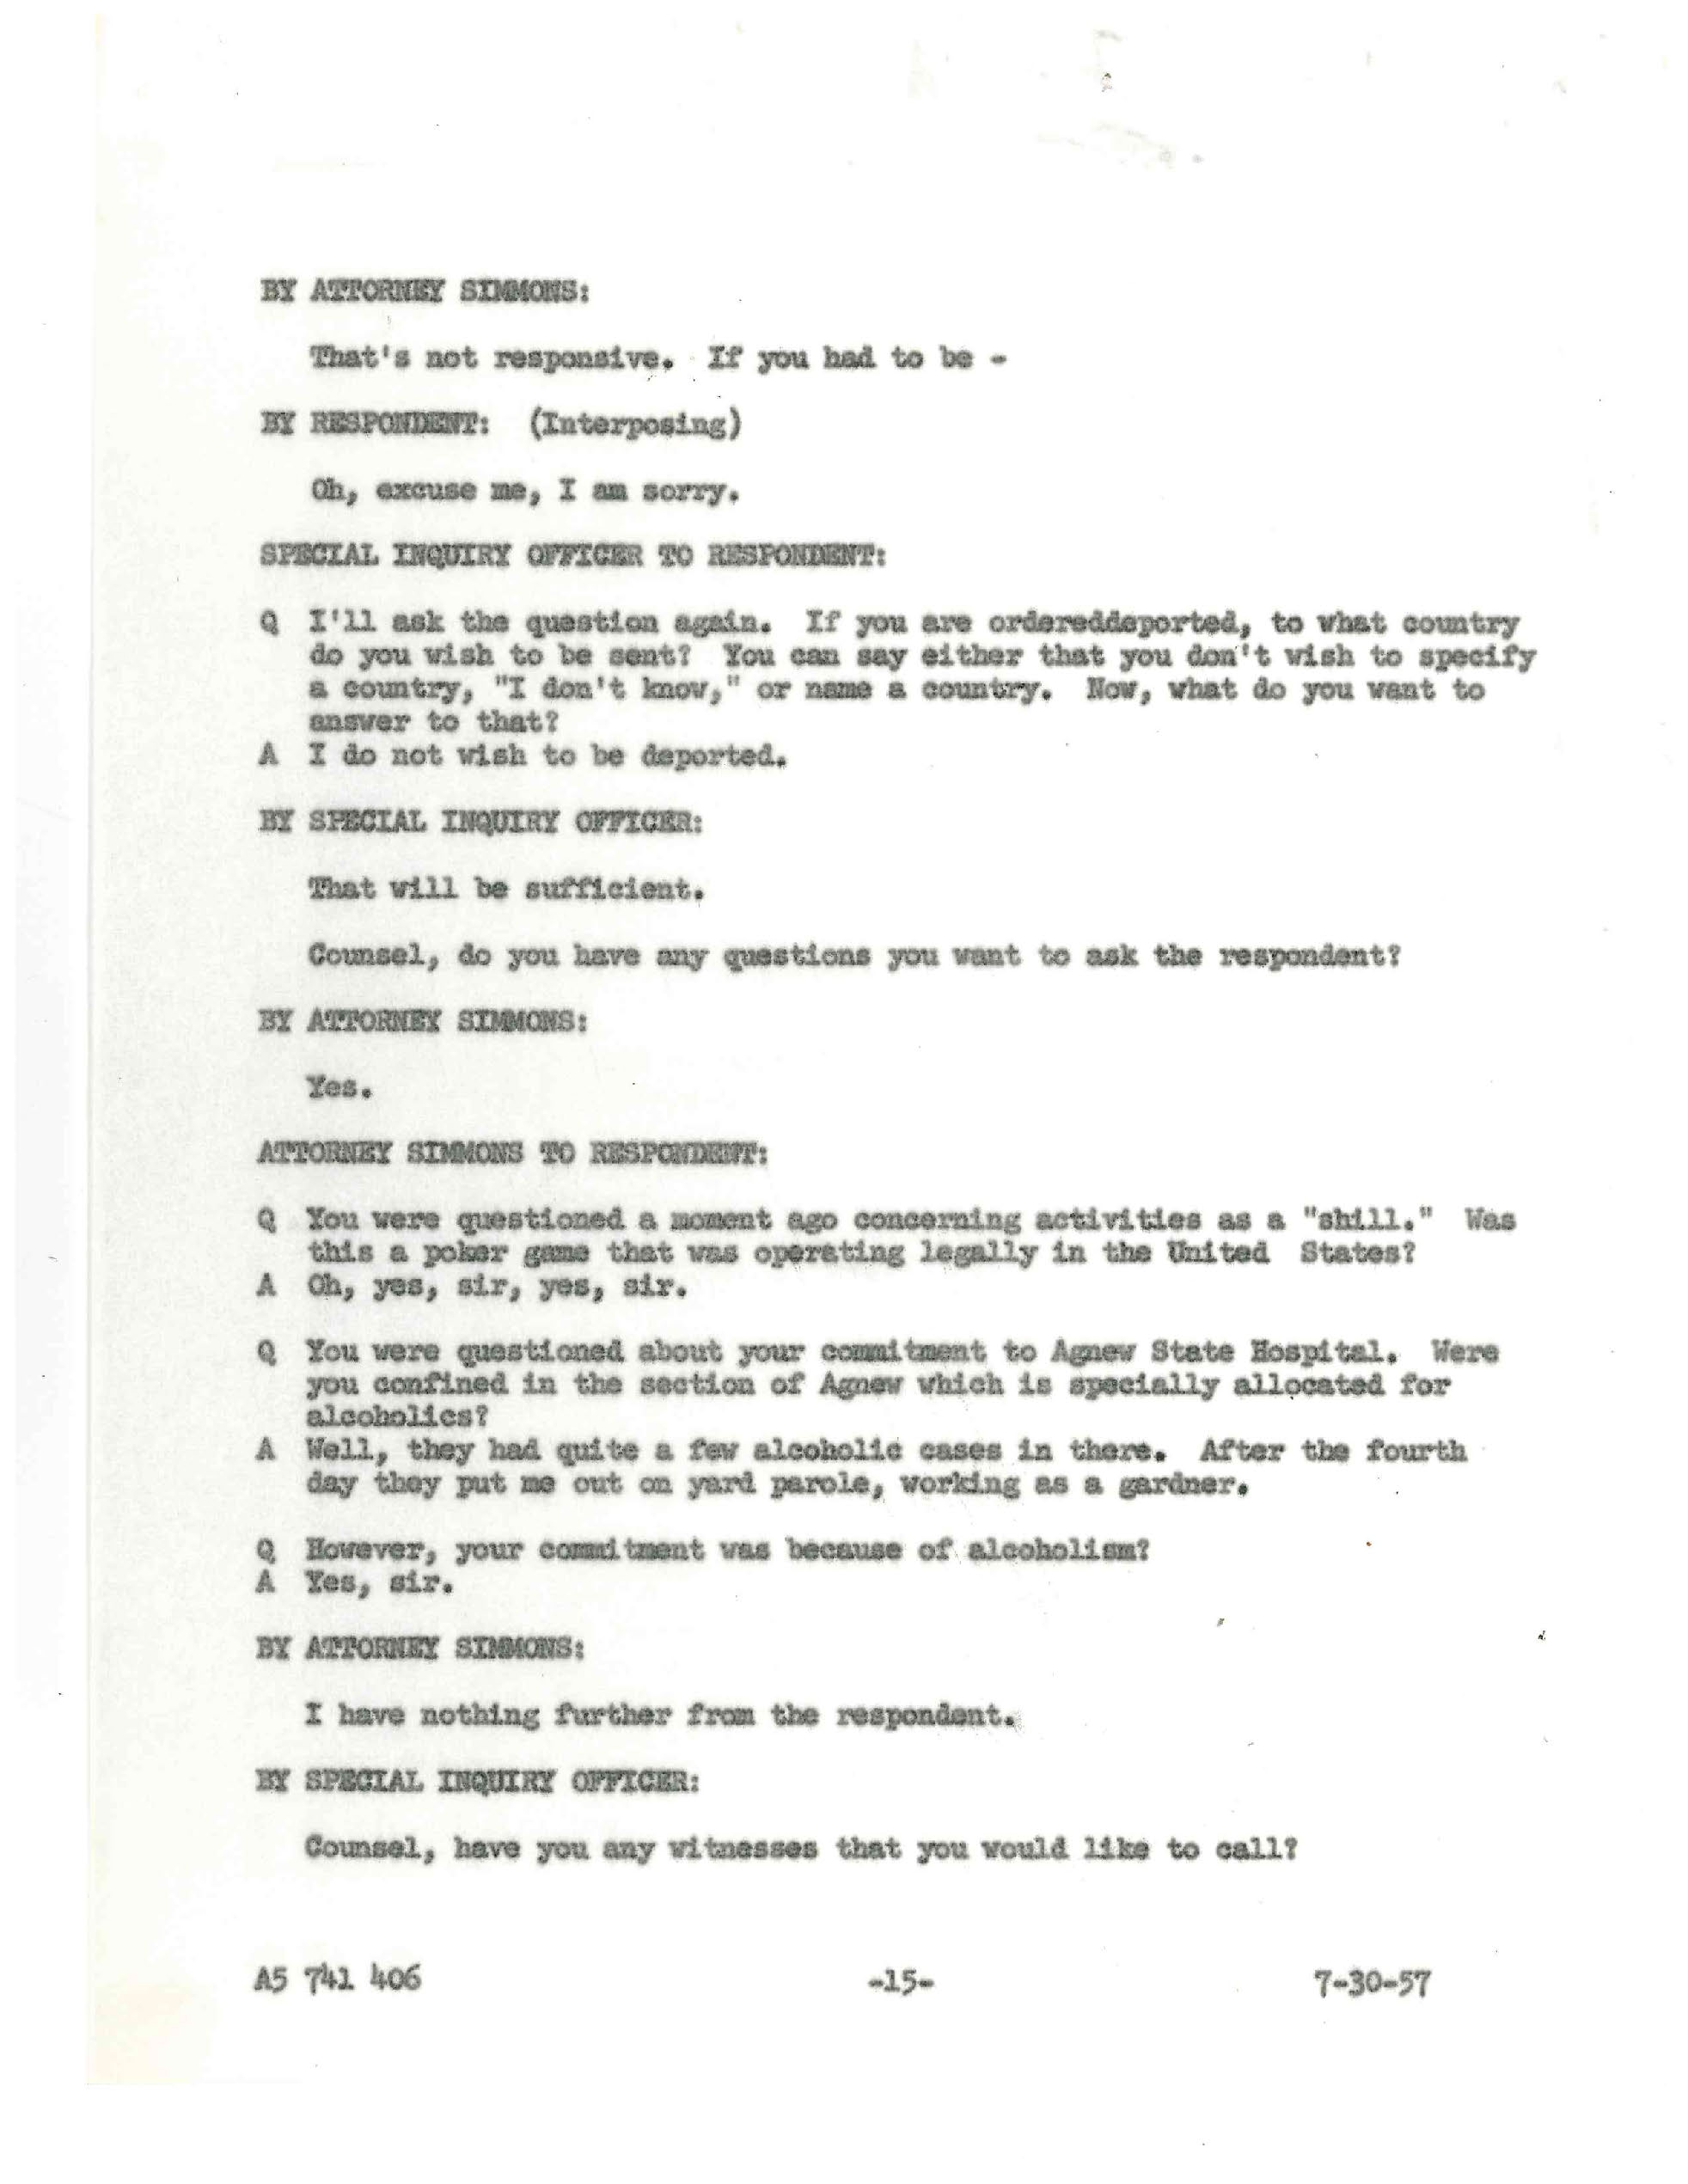 BY ATTORNEY SIMMONS:
That's not responsive. If you had to be -
BY RESPONDENT: (Interposing)
Oh, excuse me, I am sorry.
SPECIAL INQUIRY OFFICER TO RESPONDENT:
Q I'll ask the question again. If you are ordereddeported, to what country
do you wish to be sent? You can say either that you don't wish to specify
a country, "I don't know," or name a country. Now, what do you want to
answer to that?
A I do not wish to be deported.
BY SPECIAL INQUIRY OFFICER:
That will be sufficient.
Counsel, do you have any questions you want to ask the respondent?
BY ATTORNEY SIMMONS:
Yes.
ATTORNEY SIMMONS TO RESPONDENT:
Q You were questioned a moment ago concerning activities as a "shill." Was
this a poker game that was operating legally in the United States?
A Oh, yes, sir, yes, sir.
Q You were questioned about your commitment to Agnew State Hospital. Were
you confined in the section of Agnew which is specially allocated for
alcoholics?
A Well, they had quite a few alcoholic cases in there. After the fourth
day they put me out on yard parole, working as a gardner.
Q However, your commitment was because of alcoholism?
A Yes, sir.
BY ATTORNEY SIMMONS:
I have nothing further from the respondent.
BY SPECIAL INQUIRY OFFICER:
Counsel, have you any witnesses that you would like to call?
A5 741 406 -15- 7-30-57